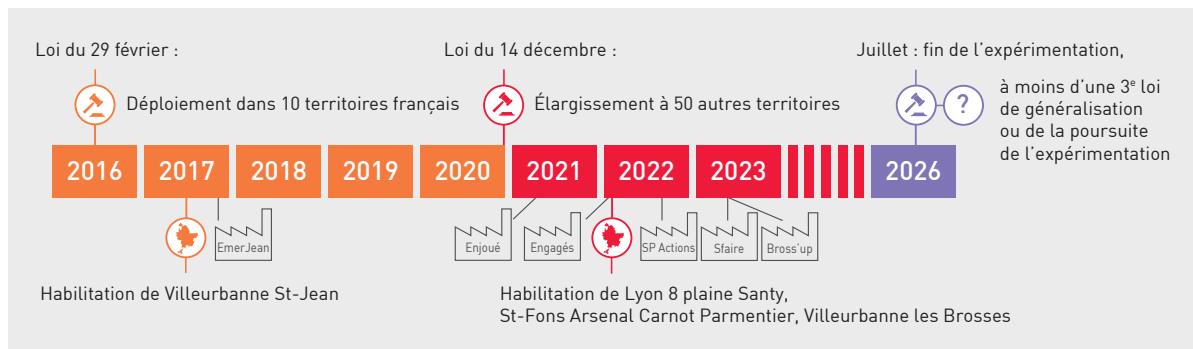 Loi du 29 février :
Loi du 14 décembre :
Juillet : fin de l'expérimentation,
à moins d'une 3e loi
de généralisation
ou de la poursuite
de l'expérimentation
Déploiement dans 10 territoires français
Élargissement à 50 autres territoires
?
2016 2017 2018 2019 2020 2021 2022 2023 2026
EmerJean Enjoué Engagés SP Actions Sfaire Bross'up
Habilitation de Villeurbanne St-Jean
Habilitation de Lyon 8 plaine Santy,
St-Fons Arsenal Carnot Parmentier, Villeurbanne les Brosses